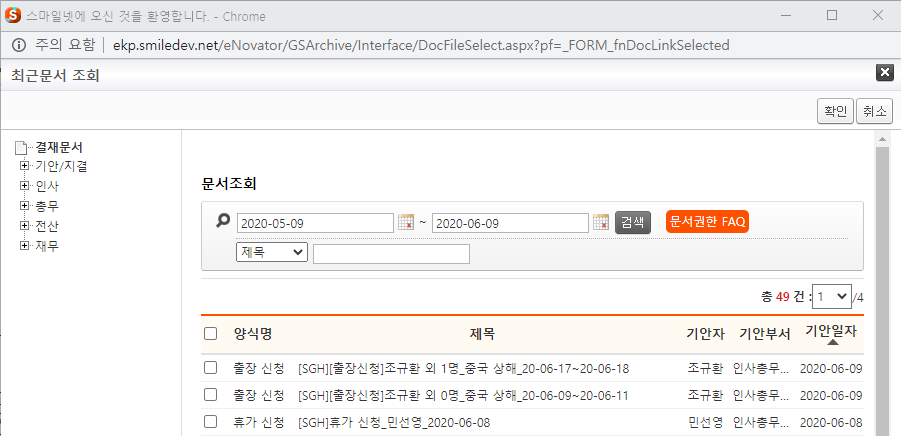 스마일넷에 오신 것을 환영합니다. - Chrome
주의 요함 | ekp.smiledev.net/eNovator/GSArchive/Interface/DocFileSelect.aspx?pf=_FORM_fnDocLinkSelected
최근문서 조회
확인 취소
결재문서
기안/지결
인사
총무
전산
재무
문서조회
2020-05-09 ~ 2020-06-09 검색 문서권한 FAQ
제목
총 49 건 : 1 /4
양식명 제목 기안자 기안부서 기안일자
출장 신청 [SGH][출장신청]조규환 외 1명_중국 상해_20-06-17~20-06-18 조규환 인사총무... 2020-06-09
출장 신청 [SGH][출장신청]조규환 외 0명_중국 상해_20-06-09~20-06-11 조규환 인사총무... 2020-06-09
휴가 신청 [SGH]휴가 신청_민선영_2020-06-08 민선영 인사총무... 2020-06-08